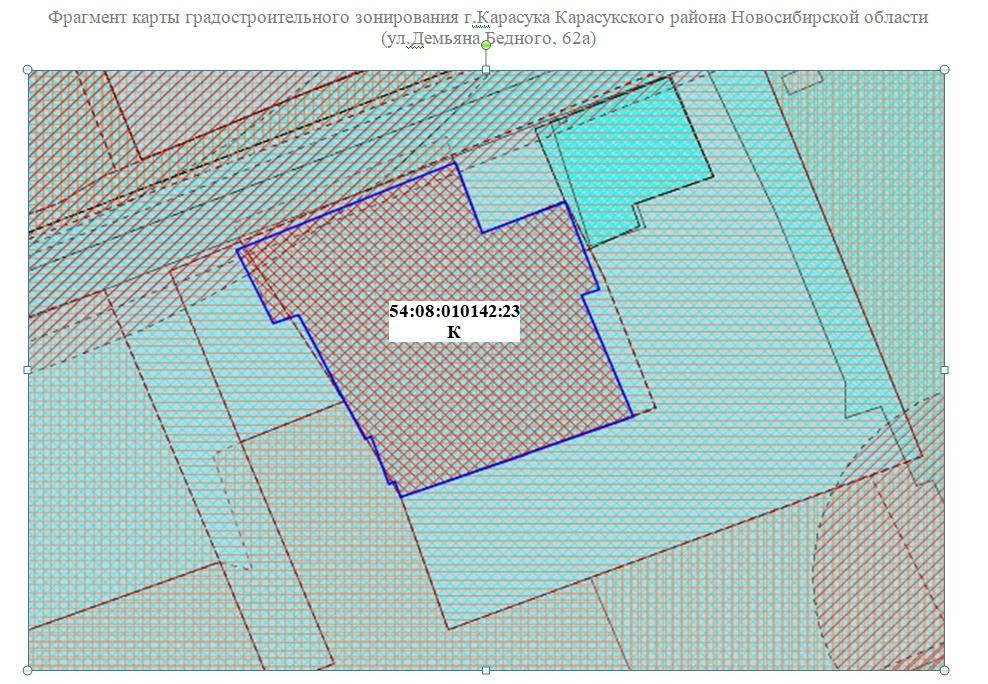 Фрагмент карты градостроительного зонирования г.Карасука Карасукского района Новосибирской области
(ул.Демьяна Бедного, 62а)
54:08:010142:23
К